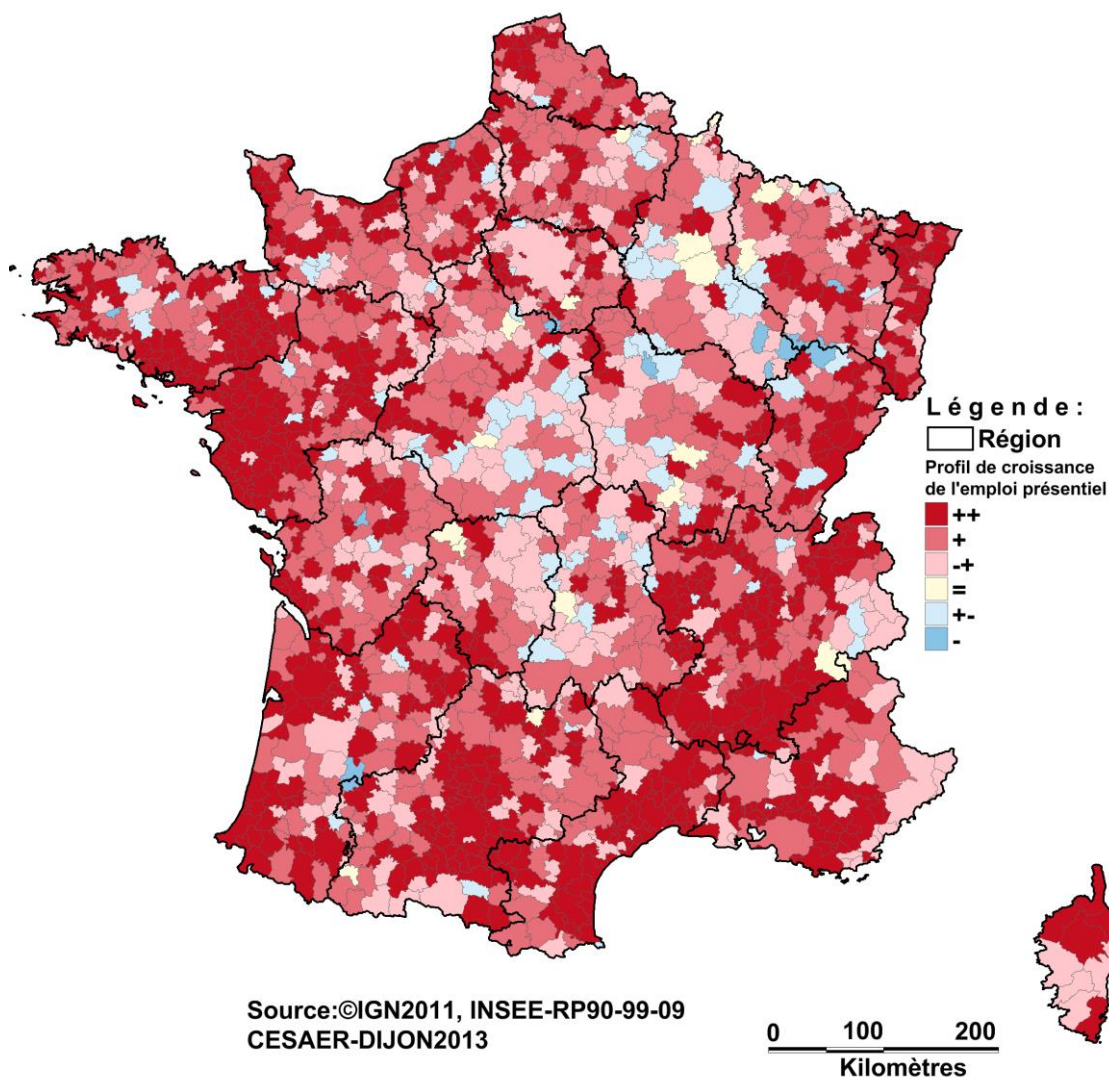 Légende:
Région
Profil de croissance
de l'emploi présentiel
++
+
-+
=
+-
-
Source:©IGN2011, INSEE-RP90-99-09
CESAER-DIJON2013
0 100 200
Kilomètres